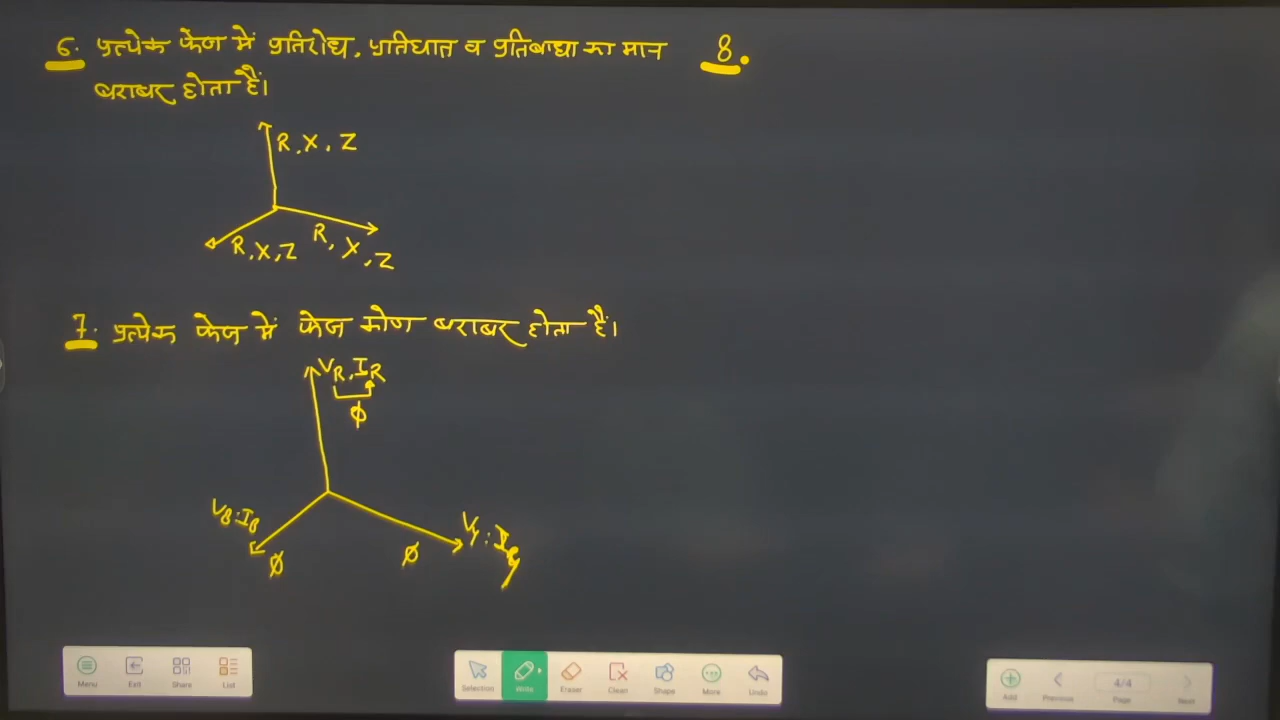 6. प्रत्येक फेज में प्रतिरोध, प्रतिघात व प्रतिबाधा का मान
बराबर होता हैं।
R, X, Z
R, X, Z
R, X, Z
7. प्रत्येक फेज में फेज कोण बराबर होता हैं।
VR, IR
ϕ
VB : IB
ϕ
Vy : Iy
ϕ
8.
Menu
Exit
Share
List
Selection
Write
Eraser
Clean
Shape
More
Undo
Add
Previous
4/4
Page
Next